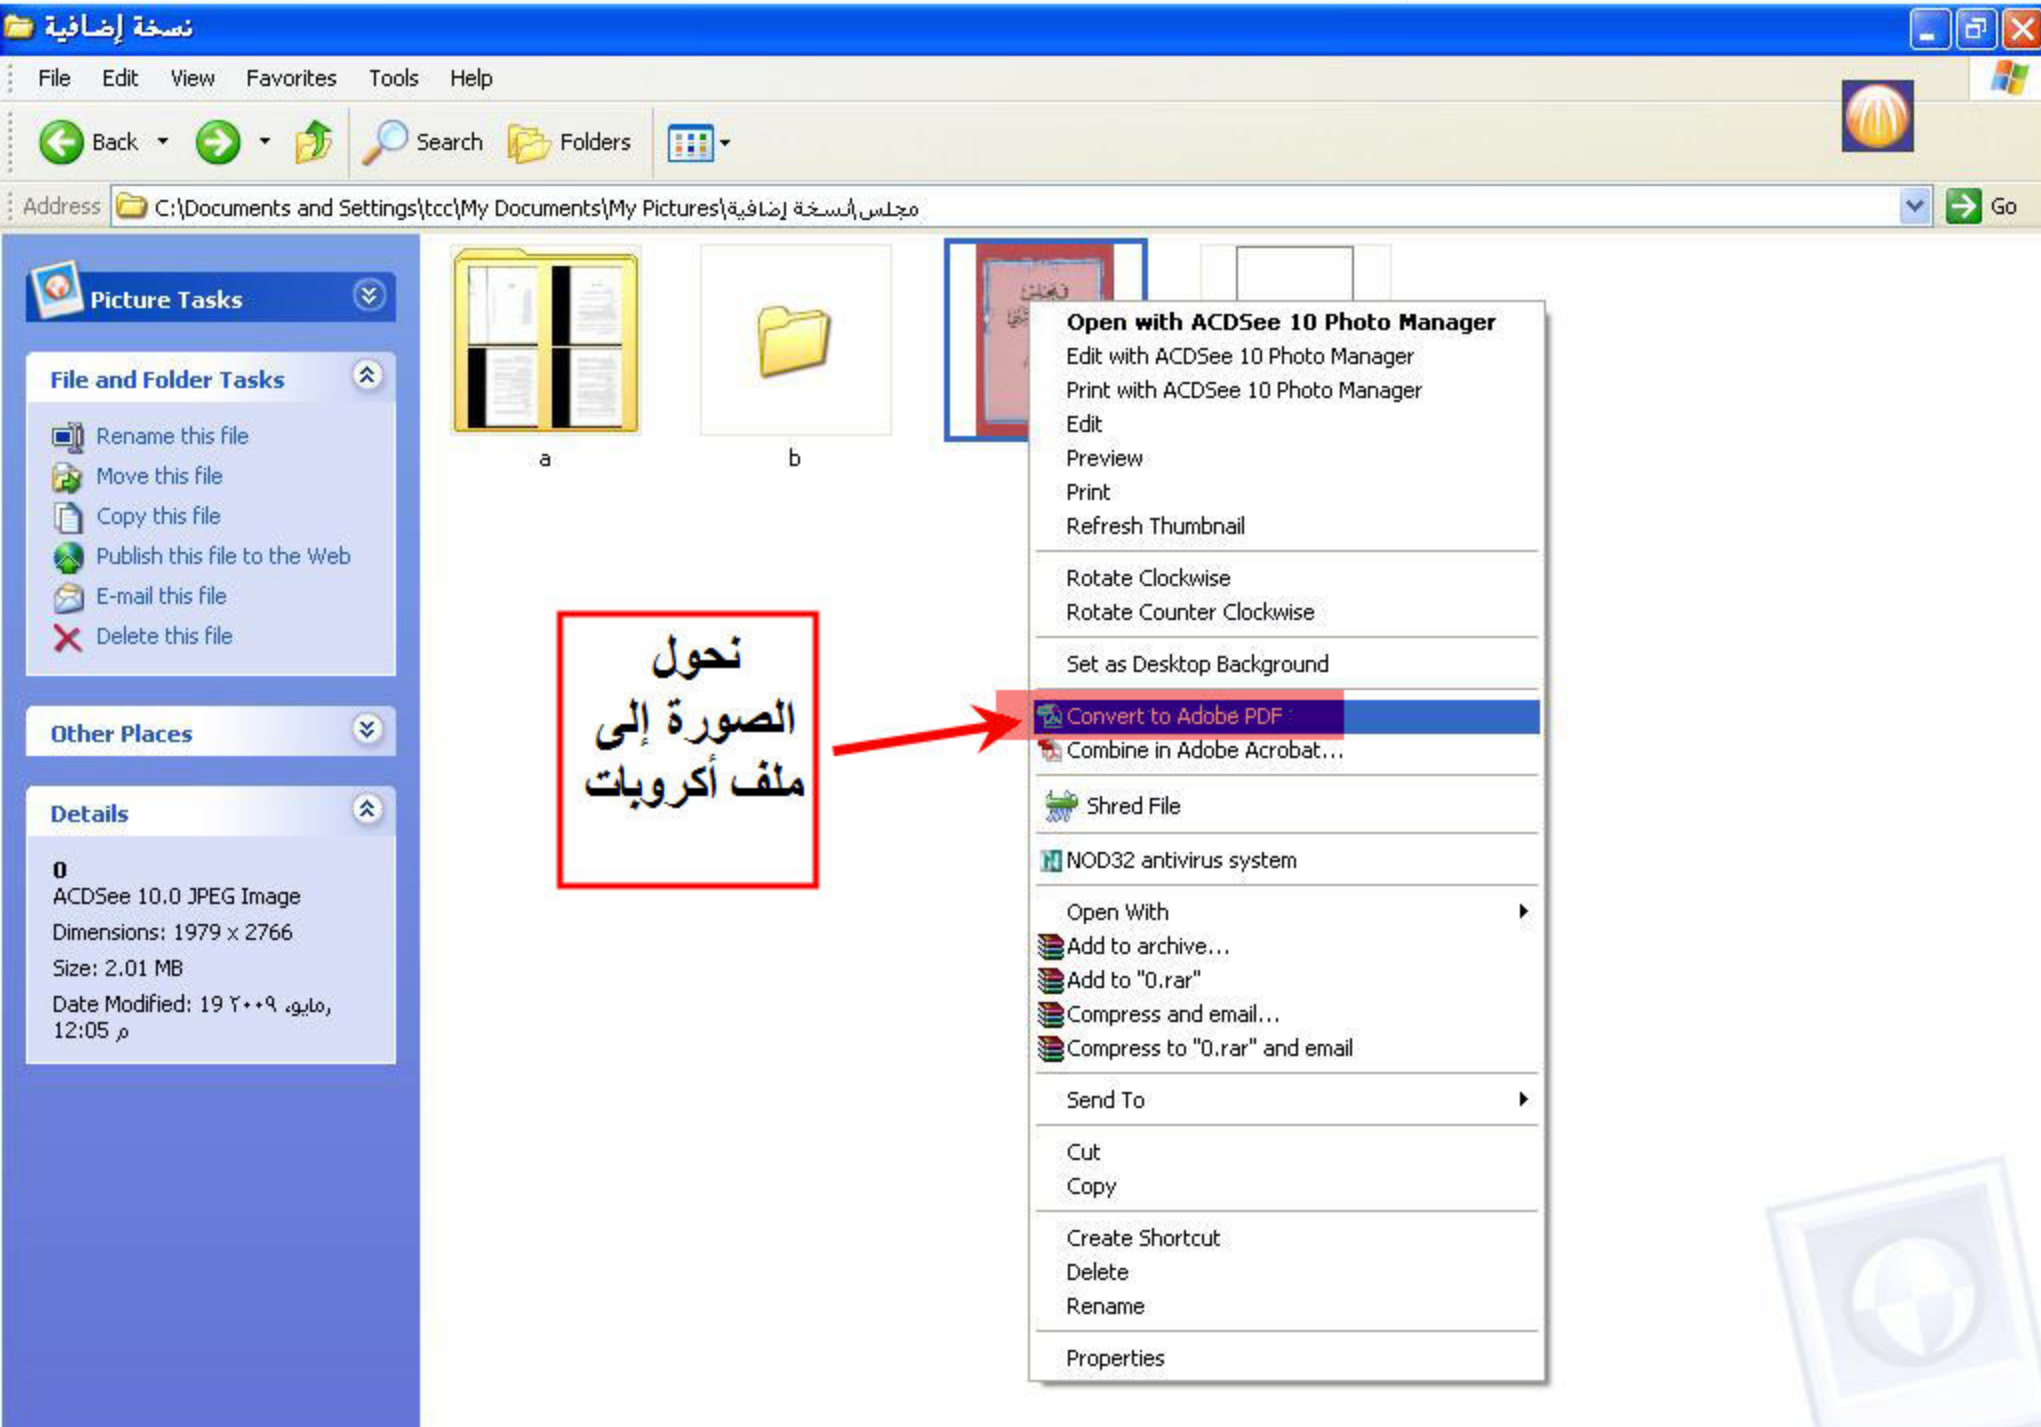 نسخة إضافية
File Edit View Favorites Tools Help
Back Search Folders
Address C:\Documents and Settings\tcc\My Documents\My Pictures\مجلس\نسخة إضافية Go
Picture Tasks
File and Folder Tasks
Rename this file
Move this file
Copy this file
Publish this file to the Web
E-mail this file
Delete this file
Other Places
Details
0
ACDSee 10.0 JPEG Image
Dimensions: 1979 x 2766
Size: 2.01 MB
Date Modified: 19 مايو، ٢٠٠٩,
12:05 م
a
b
نحول
الصورة إلى
ملف أكروبات
Open with ACDSee 10 Photo Manager
Edit with ACDSee 10 Photo Manager
Print with ACDSee 10 Photo Manager
Edit
Preview
Print
Refresh Thumbnail
Rotate Clockwise
Rotate Counter Clockwise
Set as Desktop Background
Convert to Adobe PDF
Combine in Adobe Acrobat...
Shred File
NOD32 antivirus system
Open With
Add to archive...
Add to "0.rar"
Compress and email...
Compress to "0.rar" and email
Send To
Cut
Copy
Create Shortcut
Delete
Rename
Properties